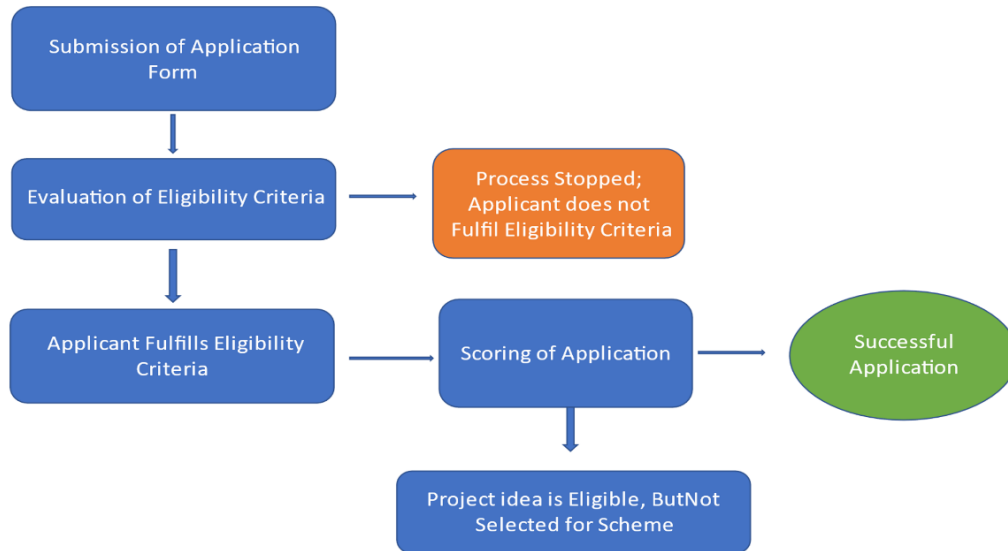 Submission of Application
Form
Evaluation of Eligibility Criteria
Process Stopped;
Applicant does not
Fulfil Eligibility Criteria
Applicant Fulfills Eligibility
Criteria
Scoring of Application
Successful
Application
Project idea is Eligible, ButNot
Selected for Scheme